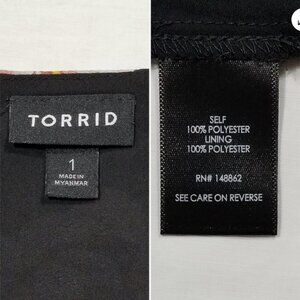 TORRID
1
MADE IN
MYANMAR
SELF
100% POLYESTER
LINING
100% POLYESTER
RN# 148862
SEE CARE ON REVERSE